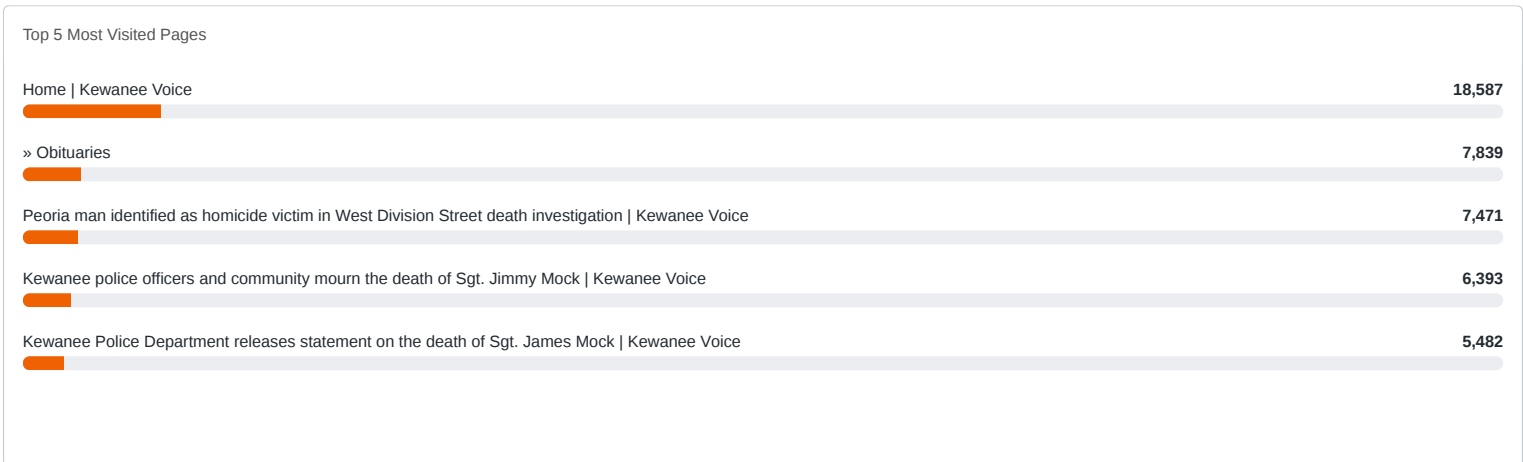 Top 5 Most Visited Pages
Home | Kewanee Voice 18,587
» Obituaries 7,839
Peoria man identified as homicide victim in West Division Street death investigation | Kewanee Voice 7,471
Kewanee police officers and community mourn the death of Sgt. Jimmy Mock | Kewanee Voice 6,393
Kewanee Police Department releases statement on the death of Sgt. James Mock | Kewanee Voice 5,482